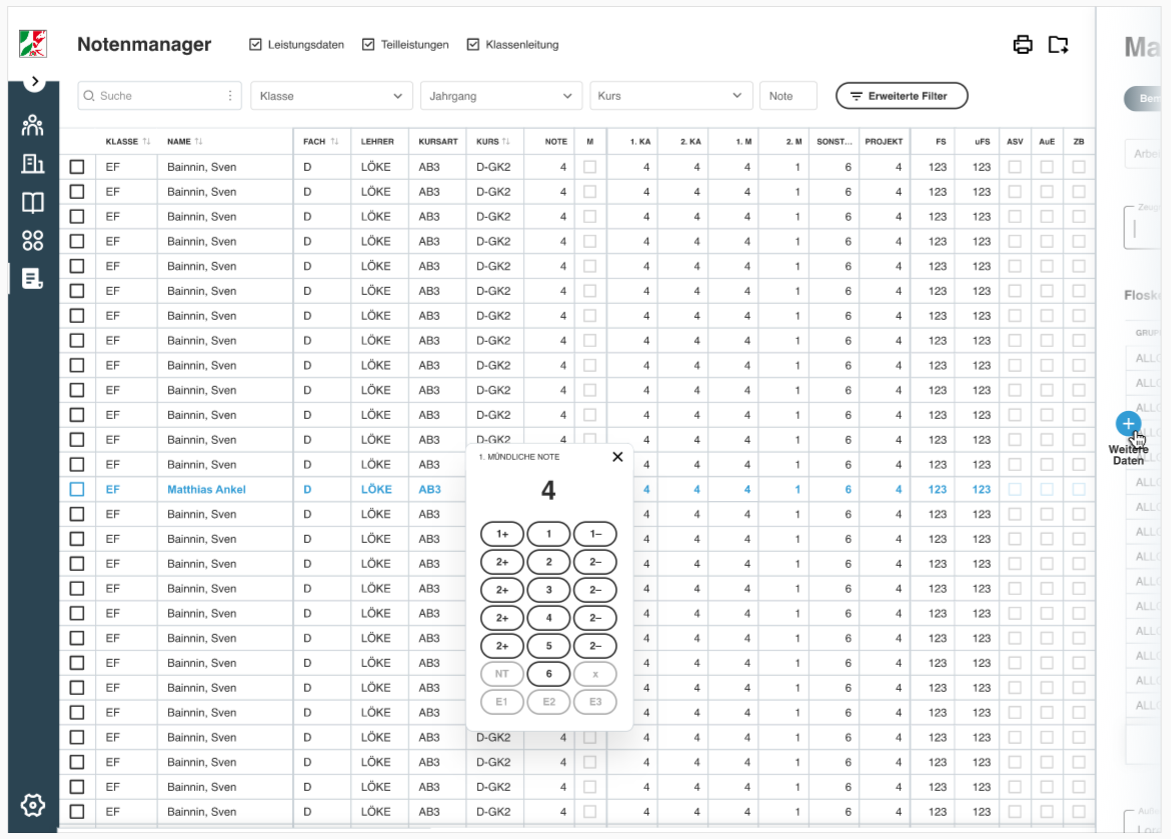 Notenmanager Leistungsdaten Teilleistungen Klassenleitung
Suche Klasse Jahrgang Kurs Note Erweiterte Filter
KLASSE NAME FACH LEHRER KURSART KURS NOTE M 1. KA 2. KA 1. M 2. M SONST... PROJEKT FS uFS ASV AuE ZB
EF Bainnin, Sven D LÖKE AB3 D-GK2 4 4 4 4 1 6 4 123 123
EF Bainnin, Sven D LÖKE AB3 D-GK2 4 4 4 4 1 6 4 123 123
EF Bainnin, Sven D LÖKE AB3 D-GK2 4 4 4 4 1 6 4 123 123
EF Bainnin, Sven D LÖKE AB3 D-GK2 4 4 4 4 1 6 4 123 123
EF Bainnin, Sven D LÖKE AB3 D-GK2 4 4 4 4 1 6 4 123 123
EF Bainnin, Sven D LÖKE AB3 D-GK2 4 4 4 4 1 6 4 123 123
EF Bainnin, Sven D LÖKE AB3 D-GK2 4 4 4 4 1 6 4 123 123
EF Bainnin, Sven D LÖKE AB3 D-GK2 4 4 4 4 1 6 4 123 123
EF Bainnin, Sven D LÖKE AB3 D-GK2 4 4 4 4 1 6 4 123 123
EF Bainnin, Sven D LÖKE AB3 D-GK2 4 4 4 4 1 6 4 123 123
EF Bainnin, Sven D LÖKE AB3 D-GK2 4 4 4 4 1 6 4 123 123
EF Bainnin, Sven D LÖKE AB3 D-GK2 4 4 4 4 1 6 4 123 123
EF Bainnin, Sven D LÖKE AB3 4 4 4 1 6 4 123 123
EF Matthias Ankel D LÖKE AB3 4 4 4 1 6 4 123 123
EF Bainnin, Sven D LÖKE AB3 4 4 4 1 6 4 123 123
EF Bainnin, Sven D LÖKE AB3 4 4 4 1 6 4 123 123
EF Bainnin, Sven D LÖKE AB3 4 4 4 1 6 4 123 123
EF Bainnin, Sven D LÖKE AB3 4 4 4 1 6 4 123 123
EF Bainnin, Sven D LÖKE AB3 4 4 4 1 6 4 123 123
EF Bainnin, Sven D LÖKE AB3 4 4 4 1 6 4 123 123
EF Bainnin, Sven D LÖKE AB3 4 4 4 1 6 4 123 123
EF Bainnin, Sven D LÖKE AB3 4 4 4 1 6 4 123 123
EF Bainnin, Sven D LÖKE AB3 4 4 4 1 6 4 123 123
EF Bainnin, Sven D LÖKE AB3 D-GK2 4 4 4 4 1 6 4 123 123
EF Bainnin, Sven D LÖKE AB3 D-GK2 4 4 4 4 1 6 4 123 123
EF Bainnin, Sven D LÖKE AB3 D-GK2 4 4 4 4 1 6 4 123 123
EF Bainnin, Sven D LÖKE AB3 D-GK2 4 4 4 4 1 6 4 123 123
1. MÜNDLICHE NOTE
4
1+ 1 1–
2+ 2 2–
2+ 3 2–
2+ 4 2–
2+ 5 2–
NT 6 x
E1 E2 E3
Weitere
Daten